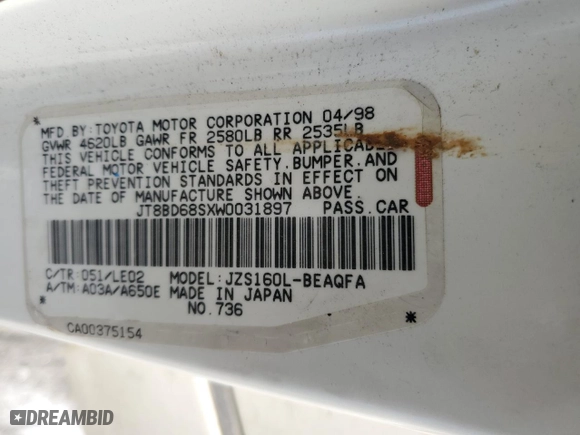 MFD BY: TOYOTA MOTOR CORPORATION 04/98
GVWR 4620LB GAWR FR 2580LB RR 2535LB
THIS VEHICLE CONFORMS TO ALL APPLICABLE
FEDERAL MOTOR VEHICLE SAFETY, BUMPER, AND
THEFT PREVENTION STANDARDS IN EFFECT ON
THE DATE OF MANUFACTURE SHOWN ABOVE.
JT8BD68SXW0031897 PASS. CAR
C/TR: 051/LE02 MODEL: JZS160L-BEAQFA
A/TM: A03A/A650E MADE IN JAPAN
NO. 736
CA00375154
* *
DREAMBID